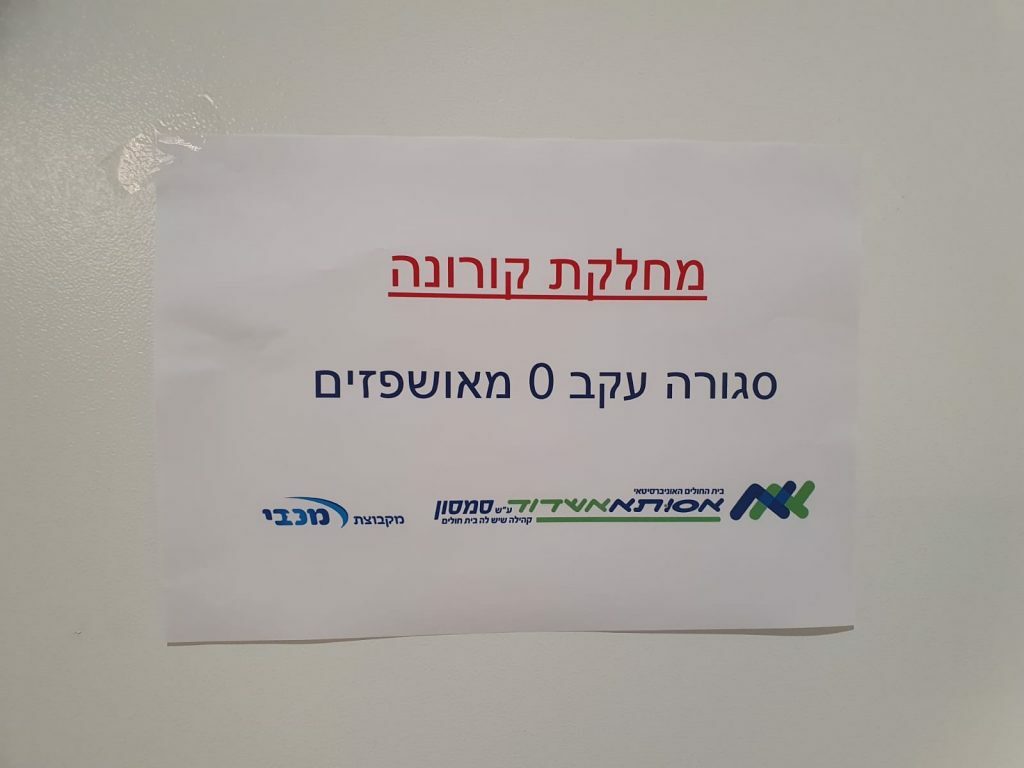 מחלקת קורונה
סגורה עקב 0 מאושפזים
בית החולים האוניברסיטאי
אסותא אשדוד ע"ש סמסון
קהילה שיש לה בית חולים
מקבוצת מכבי